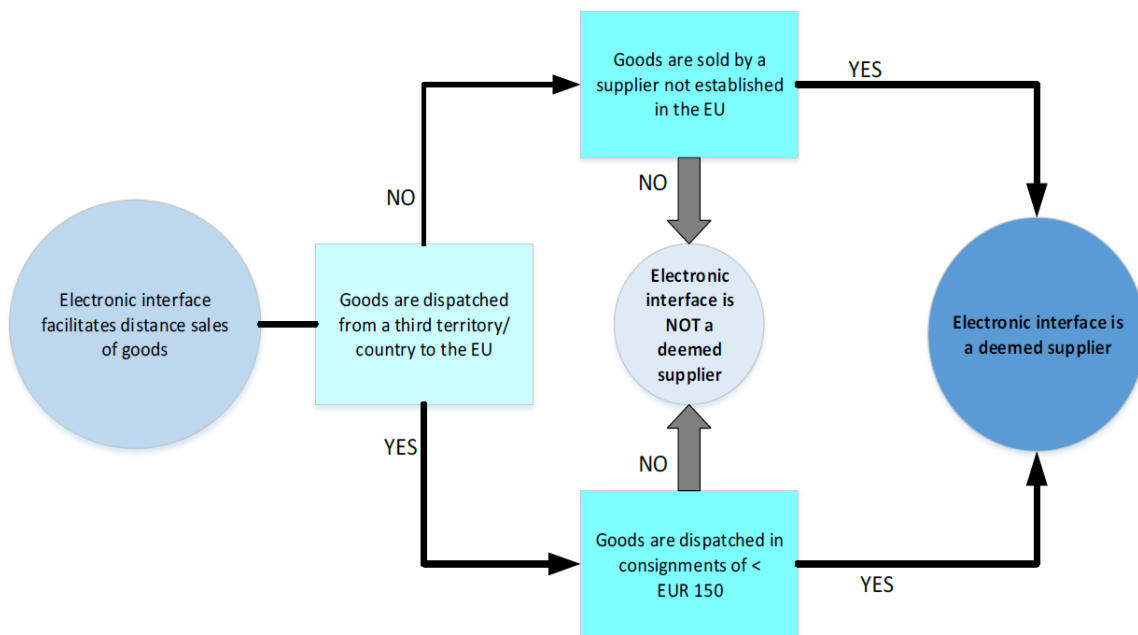 Electronic interface
facilitates distance sales
of goods
Goods are dispatched
from a third territory/
country to the EU
NO
YES
Goods are sold by a
supplier not established
in the EU
YES
NO
Electronic
interface is
NOT a
deemed
supplier
NO
Goods are dispatched in
consignments of <
EUR 150
YES
Electronic interface is
a deemed supplier